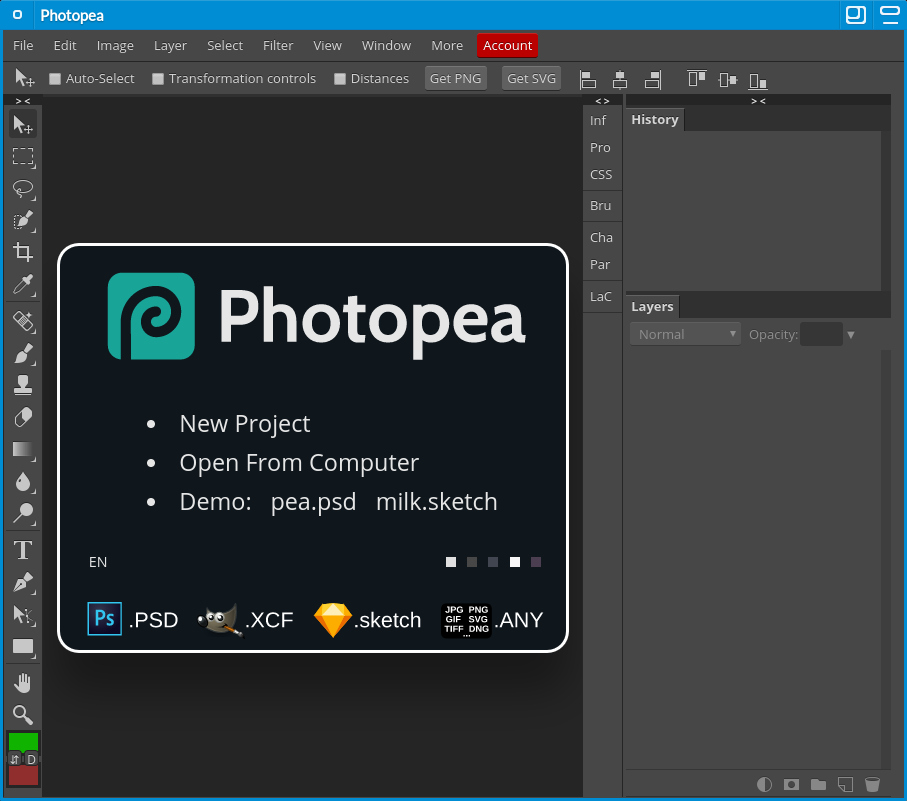 Photopea
File Edit Image Layer Select Filter View Window More Account
Auto-Select Transformation controls Distances Get PNG Get SVG
> < < > > <
Inf
Pro
CSS
Bru
Cha
Par
LaC
History
Layers
Normal Opacity:
Photopea
• New Project
• Open From Computer
• Demo: pea.psd milk.sketch
EN
Ps .PSD .XCF .sketch JPG PNG .ANY
GIF SVG
TIFF DNG
...
T
D